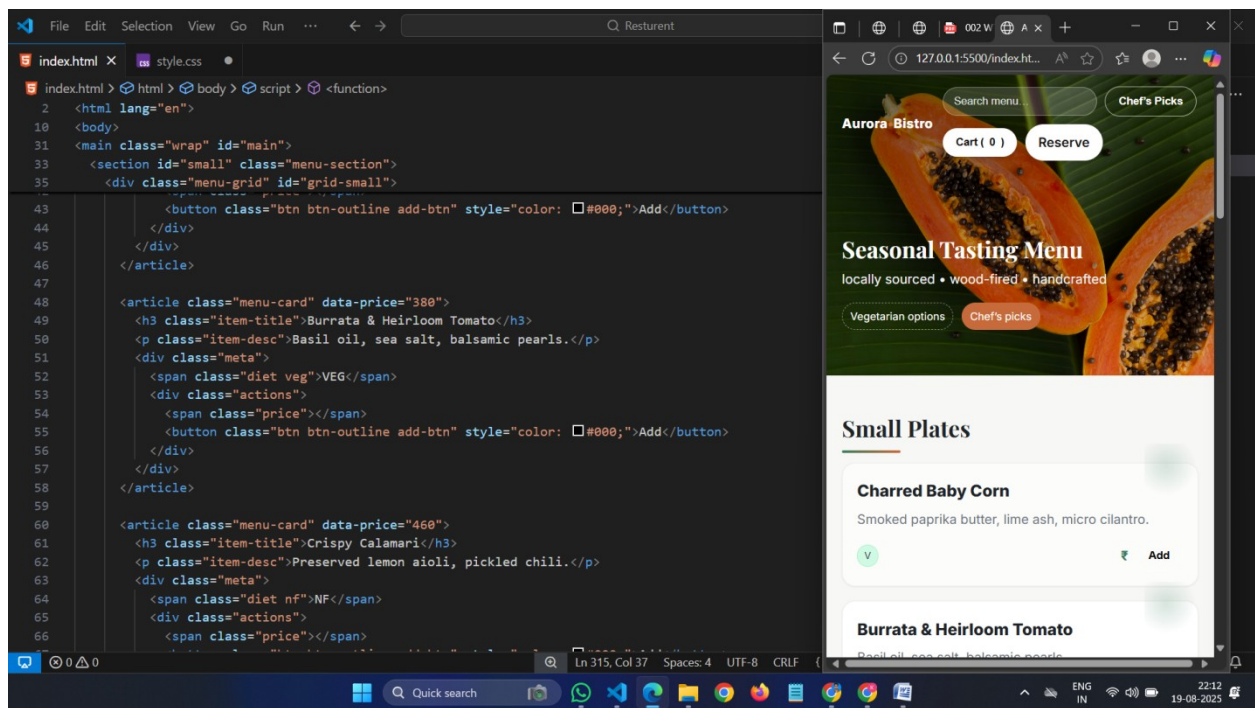 File Edit Selection View Go Run ··· Resturent
index.html style.css
index.html > html > body > script > <function>
2 <html lang="en">
10 <body>
31 <main class="wrap" id="main">
33 <section id="small" class="menu-section">
35 <div class="menu-grid" id="grid-small">
43 <button class="btn btn-outline add-btn" style="color: #000;">Add</button>
44 </div>
45 </div>
46 </article>
47
48 <article class="menu-card" data-price="380">
49 <h3 class="item-title">Burrata & Heirloom Tomato</h3>
50 <p class="item-desc">Basil oil, sea salt, balsamic pearls.</p>
51 <div class="meta">
52 <span class="diet veg">VEG</span>
53 <div class="actions">
54 <span class="price"></span>
55 <button class="btn btn-outline add-btn" style="color: #000;">Add</button>
56 </div>
57 </div>
58 </article>
59
60 <article class="menu-card" data-price="460">
61 <h3 class="item-title">Crispy Calamari</h3>
62 <p class="item-desc">Preserved lemon aioli, pickled chili.</p>
63 <div class="meta">
64 <span class="diet nf">NF</span>
65 <div class="actions">
66 <span class="price"></span>
0 0 Ln 315, Col 37 Spaces: 4 UTF-8 CRLF {
002 W A
127.0.0.1:5500/index.ht...
Search menu... Chef's Picks
Aurora Bistro
Cart ( 0 ) Reserve
Seasonal Tasting Menu
locally sourced • wood-fired • handcrafted
Vegetarian options Chef's picks
Small Plates
Charred Baby Corn
Smoked paprika butter, lime ash, micro cilantro.
V ₹ Add
Burrata & Heirloom Tomato
Basil oil, sea salt, balsamic pearls.
Quick search
ENG
IN
22:12
19-08-2025